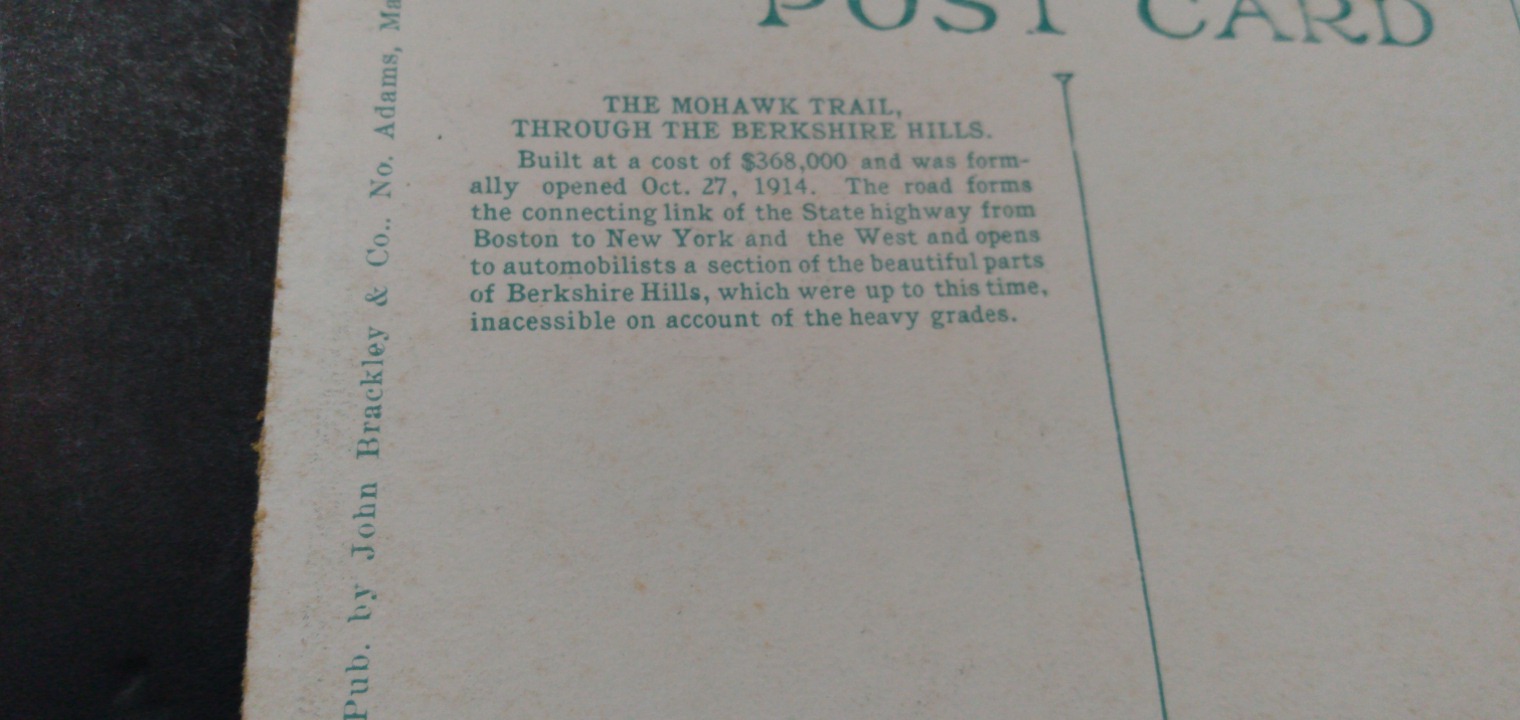 POST CARD
THE MOHAWK TRAIL,
THROUGH THE BERKSHIRE HILLS.
Built at a cost of $368,000 and was form-
ally opened Oct. 27, 1914. The road forms
the connecting link of the State highway from
Boston to New York and the West and opens
to automobilists a section of the beautiful parts
of Berkshire Hills, which were up to this time,
inacessible on account of the heavy grades.
Pub. by John Brackley & Co.. No. Adams, Ma